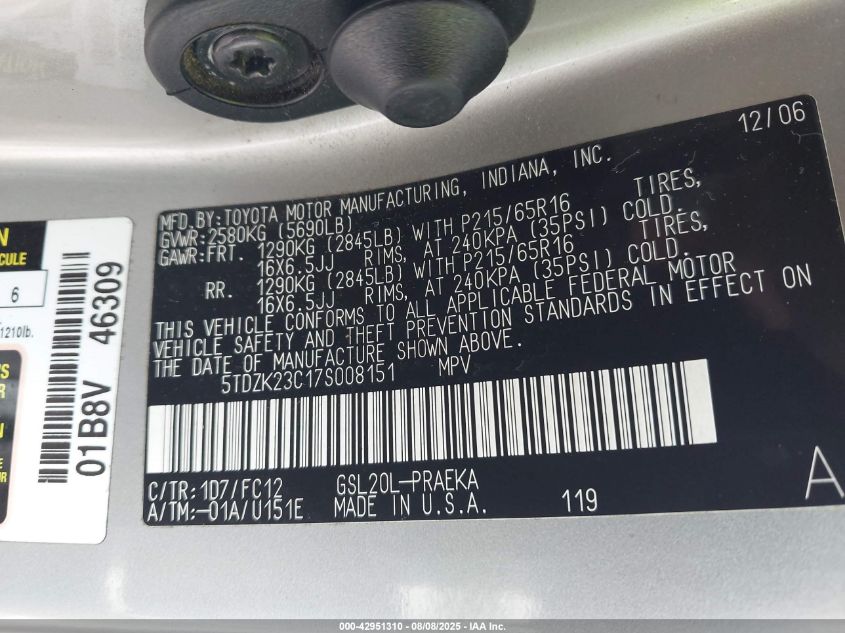 12/06
MFD.BY:TOYOTA MOTOR MANUFACTURING, INDIANA, INC.
GVWR:2580KG (5690LB)
GAWR:FRT. 1290KG (2845LB) WITH P215/65R16 TIRES,
16X6.5JJ RIMS, AT 240KPA (35PSI) COLD.
RR. 1290KG (2845LB) WITH P215/65R16 TIRES,
16X6.5JJ RIMS, AT 240KPA (35PSI) COLD.
THIS VEHICLE CONFORMS TO ALL APPLICABLE FEDERAL MOTOR
VEHICLE SAFETY AND THEFT PREVENTION STANDARDS IN EFFECT ON
THE DATE OF MANUFACTURE SHOWN ABOVE.
5TDZK23C17S008151 MPV
C/TR:1D7/FC12 GSL20L-PRAEKA
A/TM:-01A/U151E MADE IN U.S.A. 119
A
6
1210lb.
01B8V 46309
000-42951310 - 08/08/2025 - IAA Inc.